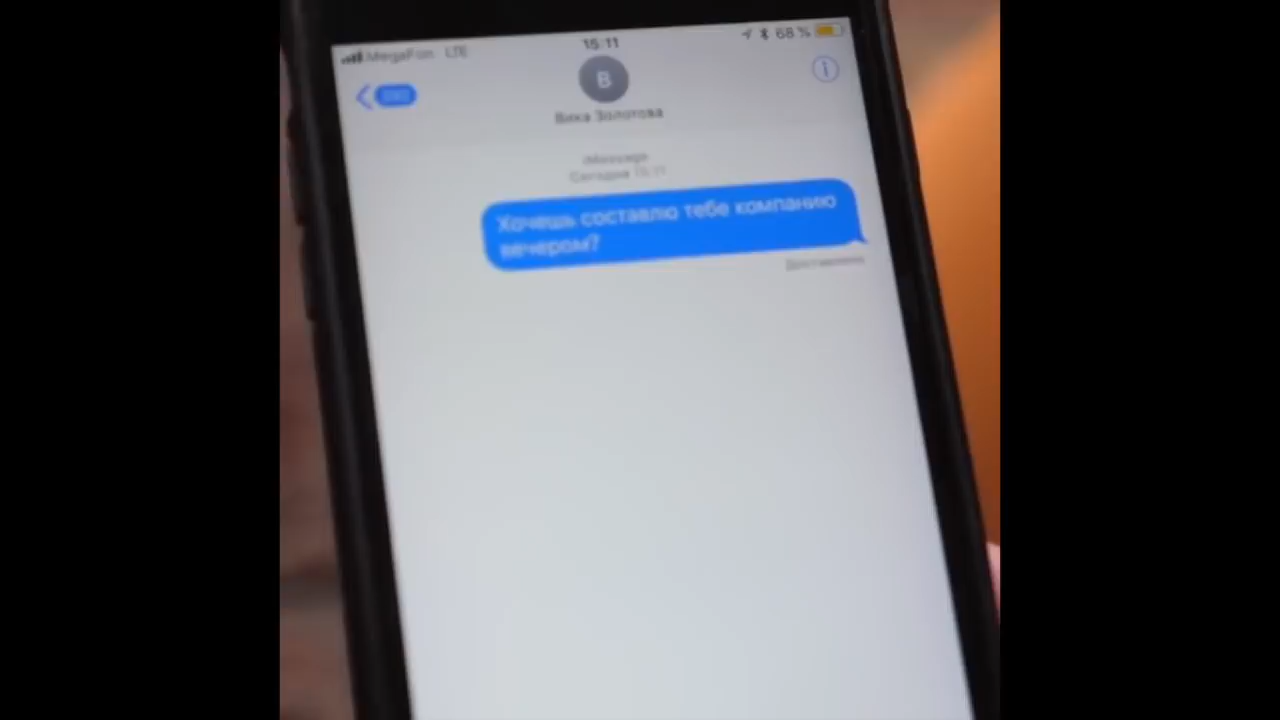 MegaFon LTE 15:11 68 %
В
Вика Золотова
iMessage
Сегодня 15:11
Хочешь составлю тебе компанию
вечером?
Доставлено